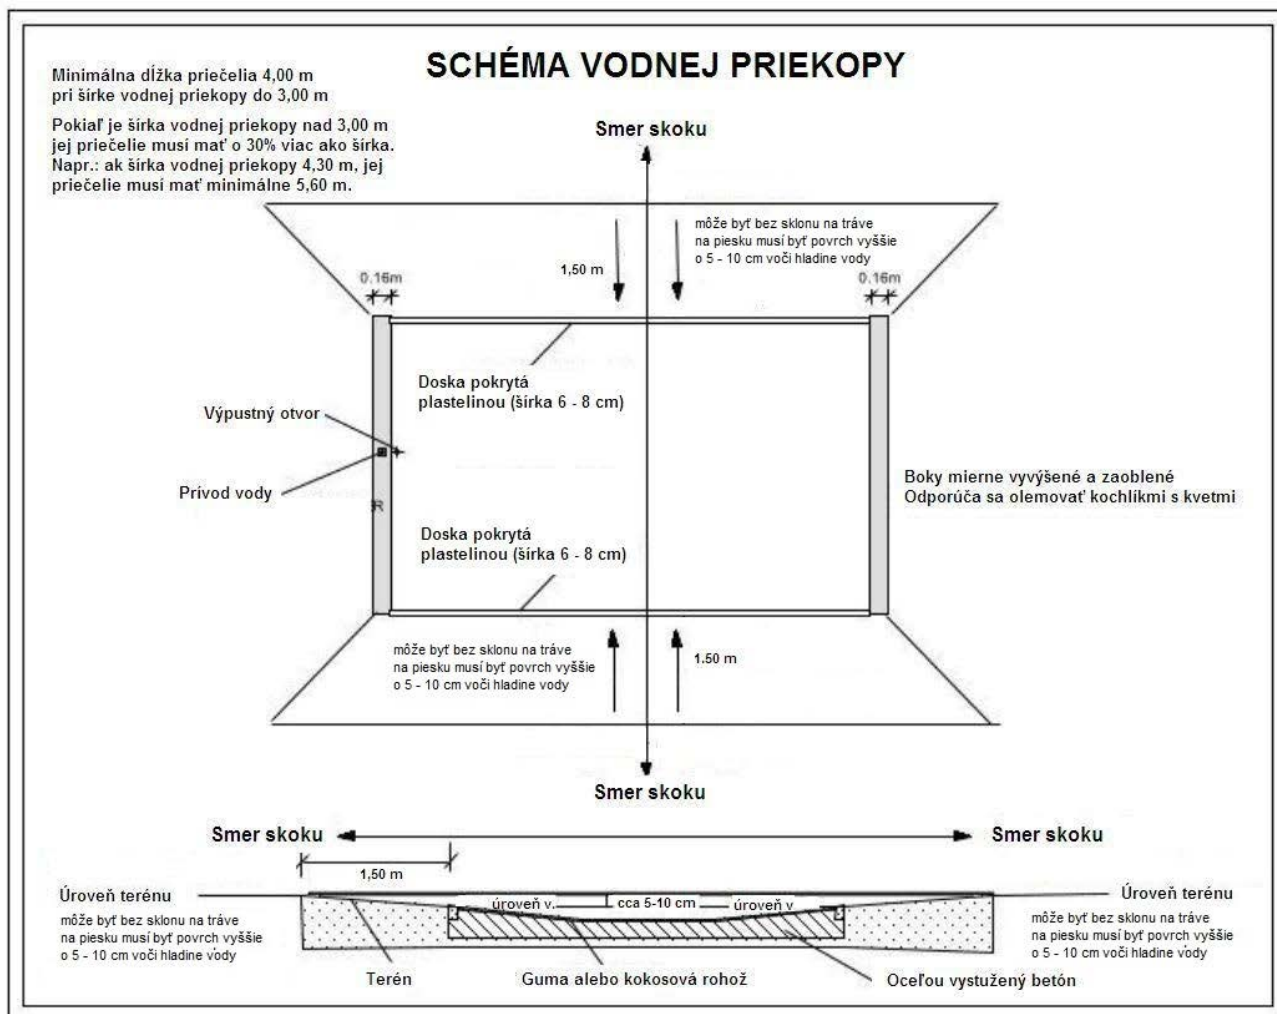 SCHÉMA VODNEJ PRIEKOPY
Minimálna dĺžka priečelia 4,00 m
pri šírke vodnej priekopy do 3,00 m
Pokiaľ je šírka vodnej priekopy nad 3,00 m
jej priečelie musí mať o 30% viac ako šírka.
Napr.: ak šírka vodnej priekopy 4,30 m, jej
priečelie musí mať minimálne 5,60 m.
Smer skoku
môže byť bez sklonu na tráve
na piesku musí byť povrch vyššie
o 5 - 10 cm voči hladine vody
1,50 m
0.16m
0.16m
Doska pokrytá
plastelinou (šírka 6 - 8 cm)
Výpustný otvor
Prívod vody
Boky mierne vyvýšené a zaoblené
Odporúča sa olemovať kochlíkmi s kvetmi
Doska pokrytá
plastelinou (šírka 6 - 8 cm)
môže byť bez sklonu na tráve
na piesku musí byť povrch vyššie
o 5 - 10 cm voči hladine vody
1.50 m
Smer skoku
Smer skoku
Smer skoku
1,50 m
Úroveň terénu
úroveň v.
cca 5-10 cm
úroveň v
Úroveň terénu
môže byť bez sklonu na tráve
na piesku musí byť povrch vyššie
o 5 - 10 cm voči hladine vody
môže byť bez sklonu na tráve
na piesku musí byť povrch vyššie
o 5 - 10 cm voči hladine vody
Terén
Guma alebo kokosová rohož
Oceľou vystužený betón